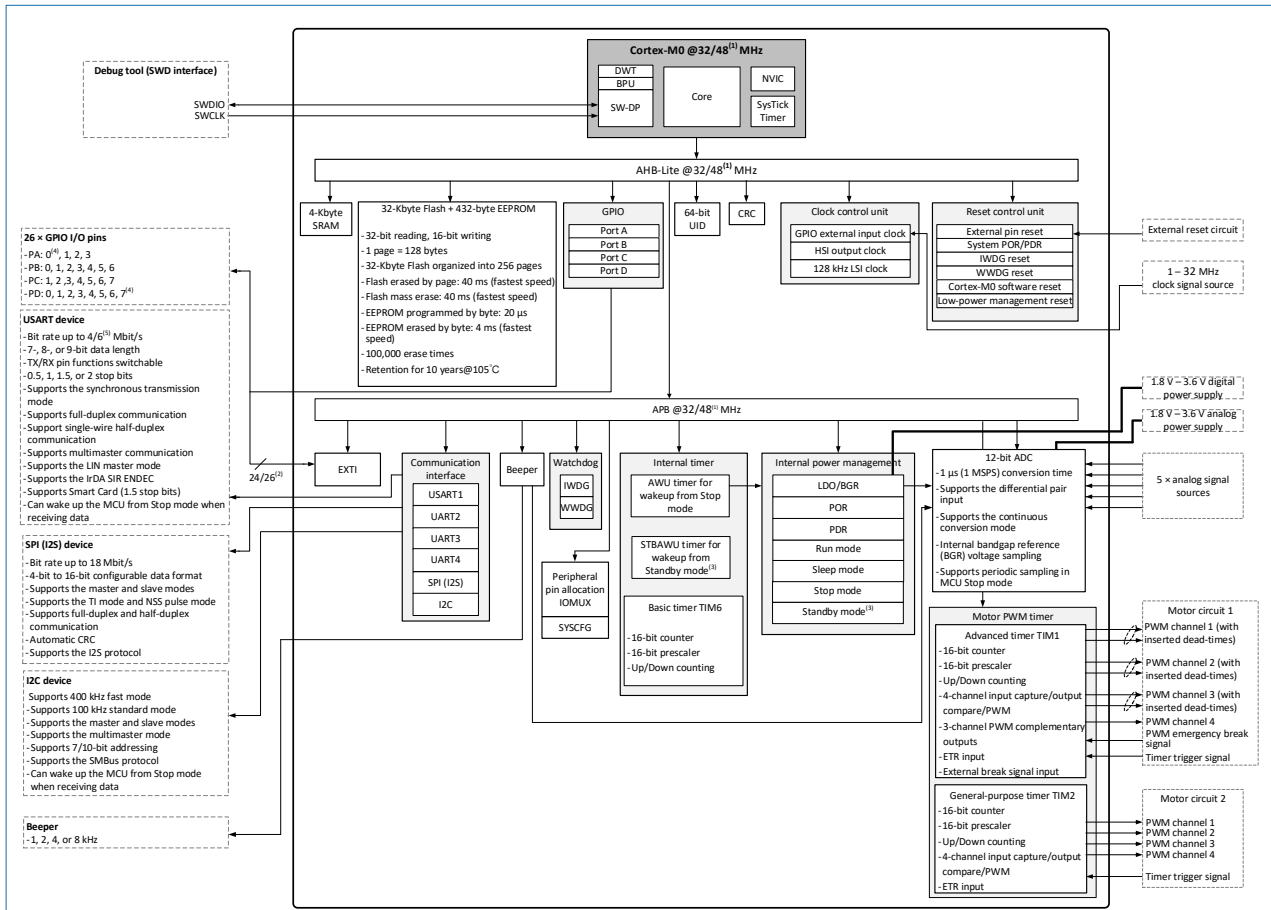 Cortex-M0 @32/48(1) MHz
DWT
BPU
SW-DP
Core
NVIC
SysTick
Timer
Debug tool (SWD interface)
SWDIO
SWCLK
AHB-Lite @32/48(1) MHz
4-Kbyte
SRAM
32-Kbyte Flash + 432-byte EEPROM
-32-bit reading, 16-bit writing
-1 page = 128 bytes
-32-Kbyte Flash organized into 256 pages
-Flash erased by page: 40 ms (fastest speed)
-Flash mass erase: 40 ms (fastest speed)
-EEPROM programmed by byte: 20 µs
-EEPROM erased by byte: 4 ms (fastest
speed)
-100,000 erase times
-Retention for 10 years@105℃
GPIO
Port A
Port B
Port C
Port D
64-bit
UID
CRC
Clock control unit
GPIO external input clock
HSI output clock
128 kHz LSI clock
Reset control unit
External pin reset
System POR/PDR
IWDG reset
WWDG reset
Cortex-M0 software reset
Low-power management reset
External reset circuit
1 – 32 MHz
clock signal source
26 × GPIO I/O pins
-PA: 0(4), 1, 2, 3
-PB: 0, 1, 2, 3, 4, 5, 6
-PC: 1, 2 ,3, 4, 5, 6, 7
-PD: 0, 1, 2, 3, 4, 5, 6, 7(4)
USART device
-Bit rate up to 4/6(5) Mbit/s
-7-, 8-, or 9-bit data length
-TX/RX pin functions switchable
-0.5, 1, 1.5, or 2 stop bits
-Supports the synchronous transmission
mode
-Supports full-duplex communication
-Support single-wire half-duplex
communication
-Supports multimaster communication
-Supports the LIN master mode
-Supports the IrDA SIR ENDEC
-Supports Smart Card (1.5 stop bits)
-Can wake up the MCU from Stop mode when
receiving data
SPI (I2S) device
-Bit rate up to 18 Mbit/s
-4-bit to 16-bit configurable data format
-Supports the master and slave modes
-Supports the TI mode and NSS pulse mode
-Supports full-duplex and half-duplex
communication
-Automatic CRC
-Supports the I2S protocol
I2C device
Supports 400 kHz fast mode
-Supports 100 kHz standard mode
-Supports the master and slave modes
-Supports the multimaster mode
-Supports 7/10-bit addressing
-Supports the SMBus protocol
-Can wake up the MCU from Stop mode
when receiving data
Beeper
-1, 2, 4, or 8 kHz
APB @32/48(1) MHz
24/26(2)
EXTI
Communication
interface
USART1
UART2
UART3
UART4
SPI (I2S)
I2C
Beeper
Watchdog
IWDG
WWDG
Peripheral
pin allocation
IOMUX
SYSCFG
Internal timer
AWU timer for
wakeup from Stop
mode
STBAWU timer for
wakeup from
Standby mode(3)
Basic timer TIM6
-16-bit counter
-16-bit prescaler
-Up/Down counting
Internal power management
LDO/BGR
POR
PDR
Run mode
Sleep mode
Stop mode
Standby mode(3)
1.8 V – 3.6 V digital
power supply
1.8 V – 3.6 V analog
power supply
12-bit ADC
-1 µs (1 MSPS) conversion time
-Supports the differential pair
input
-Supports the continuous
conversion mode
-Internal bandgap reference
(BGR) voltage sampling
-Supports periodic sampling in
MCU Stop mode
5 × analog signal
sources
Motor PWM timer
Advanced timer TIM1
-16-bit counter
-16-bit prescaler
-Up/Down counting
-4-channel input capture/output
compare/PWM
-3-channel PWM complementary
outputs
-ETR input
-External break signal input
General-purpose timer TIM2
-16-bit counter
-16-bit prescaler
-Up/Down counting
-4-channel input capture/output
compare/PWM
-ETR input
Motor circuit 1
PWM channel 1 (with
inserted dead-times)
PWM channel 2 (with
inserted dead-times)
PWM channel 3 (with
inserted dead-times)
PWM channel 4
PWM emergency break
signal
Timer trigger signal
Motor circuit 2
PWM channel 1
PWM channel 2
PWM channel 3
PWM channel 4
Timer trigger signal